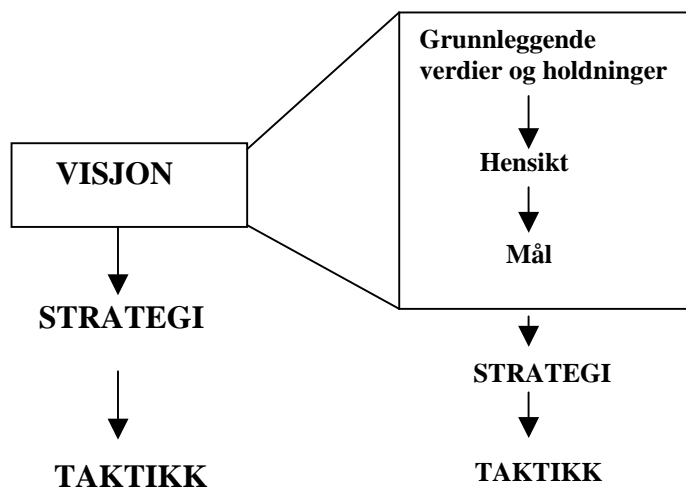 VISJON
STRATEGI
TAKTIKK
Grunnleggende
verdier og holdninger
Hensikt
Mål
STRATEGI
TAKTIKK